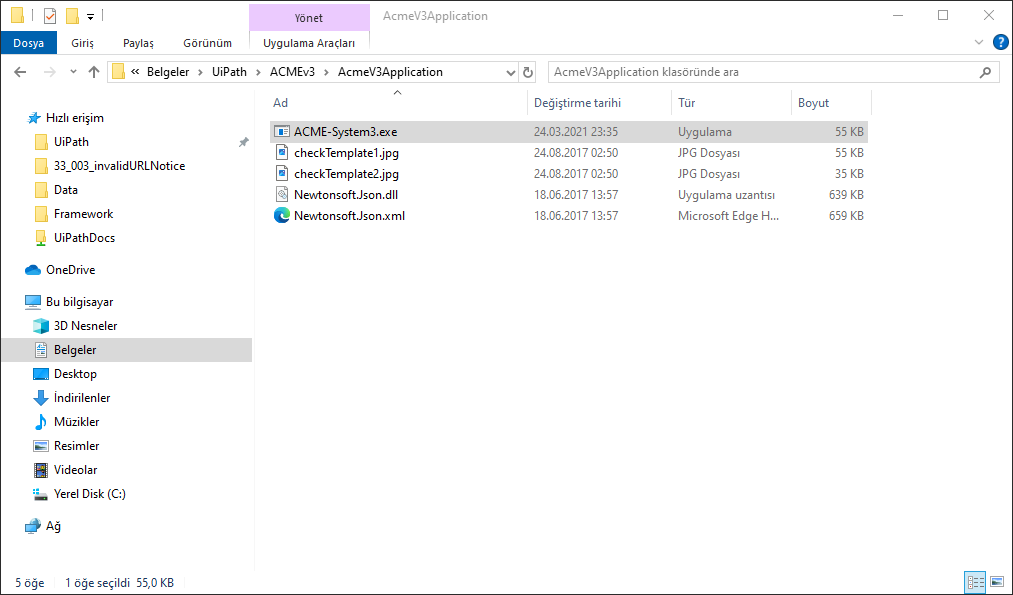 Yönet
AcmeV3Application
Dosya Giriş Paylaş Görünüm Uygulama Araçları
« Belgeler > UiPath > ACMEv3 > AcmeV3Application
AcmeV3Application klasöründe ara
Ad Değiştirme tarihi Tür Boyut
Hızlı erişim
UiPath
33_003_invalidURLNotice
Data
Framework
UiPathDocs
OneDrive
Bu bilgisayar
3D Nesneler
Belgeler
Desktop
İndirilenler
Müzikler
Resimler
Videolar
Yerel Disk (C:)
Ağ
ACME-System3.exe 24.03.2021 23:35 Uygulama 55 KB
checkTemplate1.jpg 24.08.2017 02:50 JPG Dosyası 55 KB
checkTemplate2.jpg 24.08.2017 02:50 JPG Dosyası 35 KB
Newtonsoft.Json.dll 18.06.2017 13:57 Uygulama uzantısı 639 KB
Newtonsoft.Json.xml 18.06.2017 13:57 Microsoft Edge H... 659 KB
5 öğe 1 öğe seçildi 55,0 KB